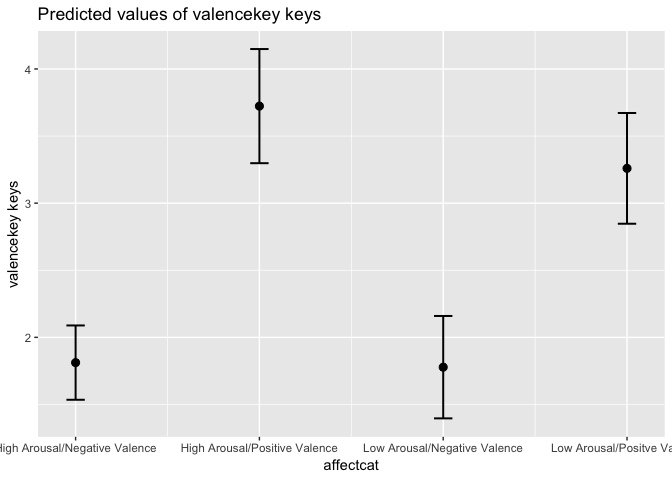 Predicted values of valencekey keys
4
3
2
valencekey keys
High Arousal/Negative Valence High Arousal/Positive Valence Low Arousal/Negative Valence Low Arousal/Positve Va
affectcat